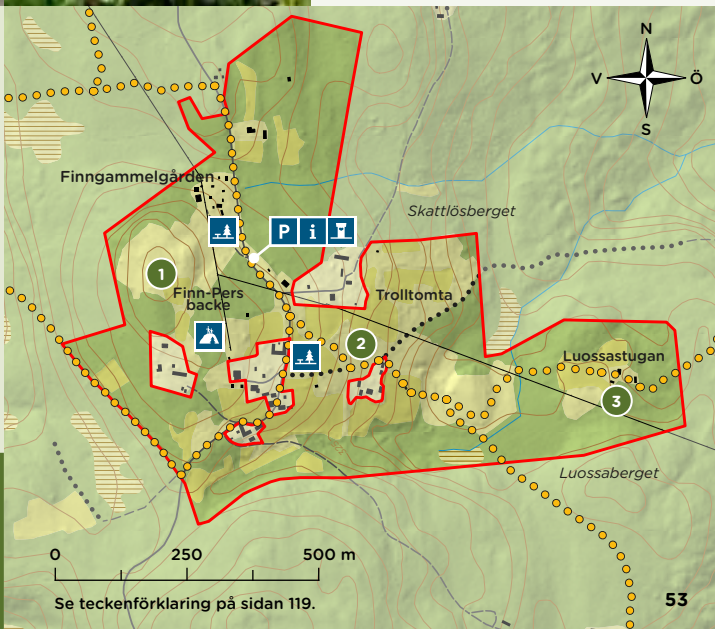 N
V
Ö
S
Finngammelgården
Skattlösberget
P i
1
Finn-Pers
backe
Trolltomta
2
Luossastugan
3
Luossaberget
0 250 500 m
Se teckenförklaring på sidan 119.
53